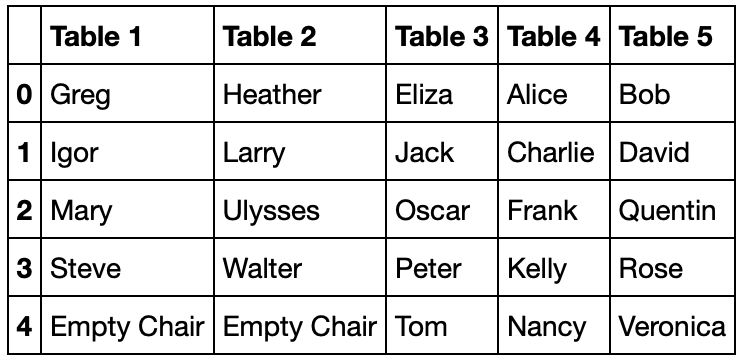 Table 1 Table 2 Table 3 Table 4 Table 5
0 Greg Heather Eliza Alice Bob
1 Igor Larry Jack Charlie David
2 Mary Ulysses Oscar Frank Quentin
3 Steve Walter Peter Kelly Rose
4 Empty Chair Empty Chair Tom Nancy Veronica